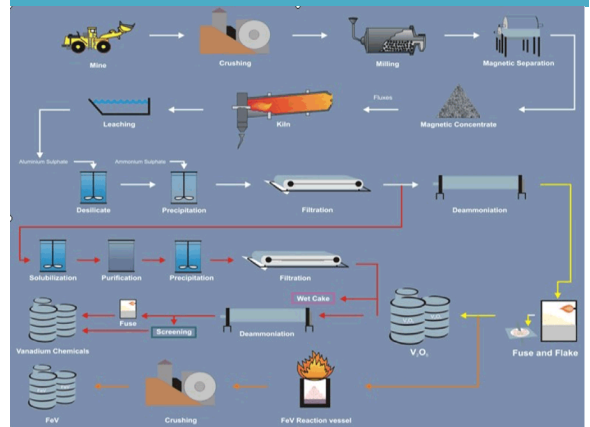 Mine
Crushing
Milling
Magnetic Separation
Leaching
Kiln
Fluxes
Magnetic Concentrate
Aluminium Sulphate
Ammonium Sulphate
Desilicate
Precipitation
Filtration
Deammoniation
Solubilization
Purification
Precipitation
Filtration
Wet Cake
Fuse
Screening
Deammoniation
Vanadium Chemicals
V₂O₅
Fuse and Flake
FeV
Crushing
FeV Reaction vessel